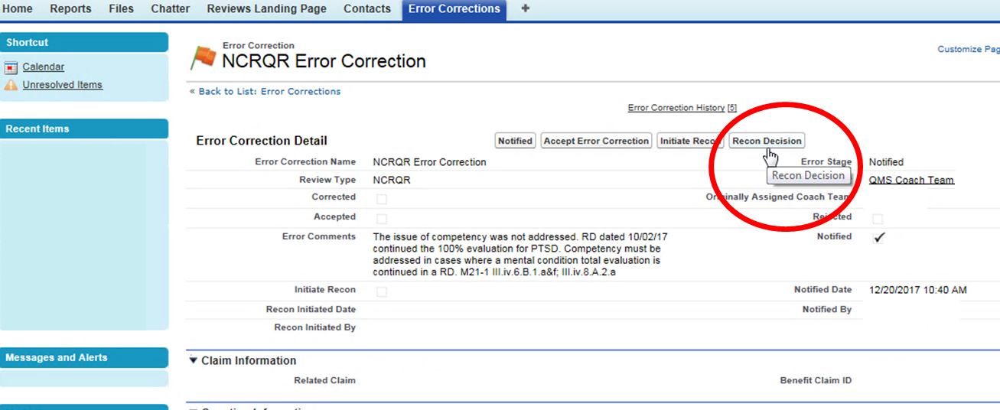 Home Reports Files Chatter Reviews Landing Page Contacts Error Corrections +
Shortcut
Calendar
Unresolved Items
Recent Items
Messages and Alerts
Error Correction
NCRQR Error Correction
Customize Pag
« Back to List: Error Corrections
Error Correction History [5]
Error Correction Detail
Notified Accept Error Correction Initiate Recon Recon Decision
Error Correction Name NCRQR Error Correction Error Stage Notified
Recon Decision
Review Type NCRQR QMS Coach Team
Corrected Originally Assigned Coach Team
Accepted Rejected
Error Comments The issue of competency was not addressed. RD dated 10/02/17 Notified
continued the 100% evaluation for PTSD. Competency must be
addressed in cases where a mental condition total evaluation is
continued in a RD. M21-1 III.iv.6.B.1.a&f; III.iv.8.A.2.a
Initiate Recon Notified Date 12/20/2017 10:40 AM
Recon Initiated Date Notified By
Recon Initiated By
Claim Information
Related Claim Benefit Claim ID